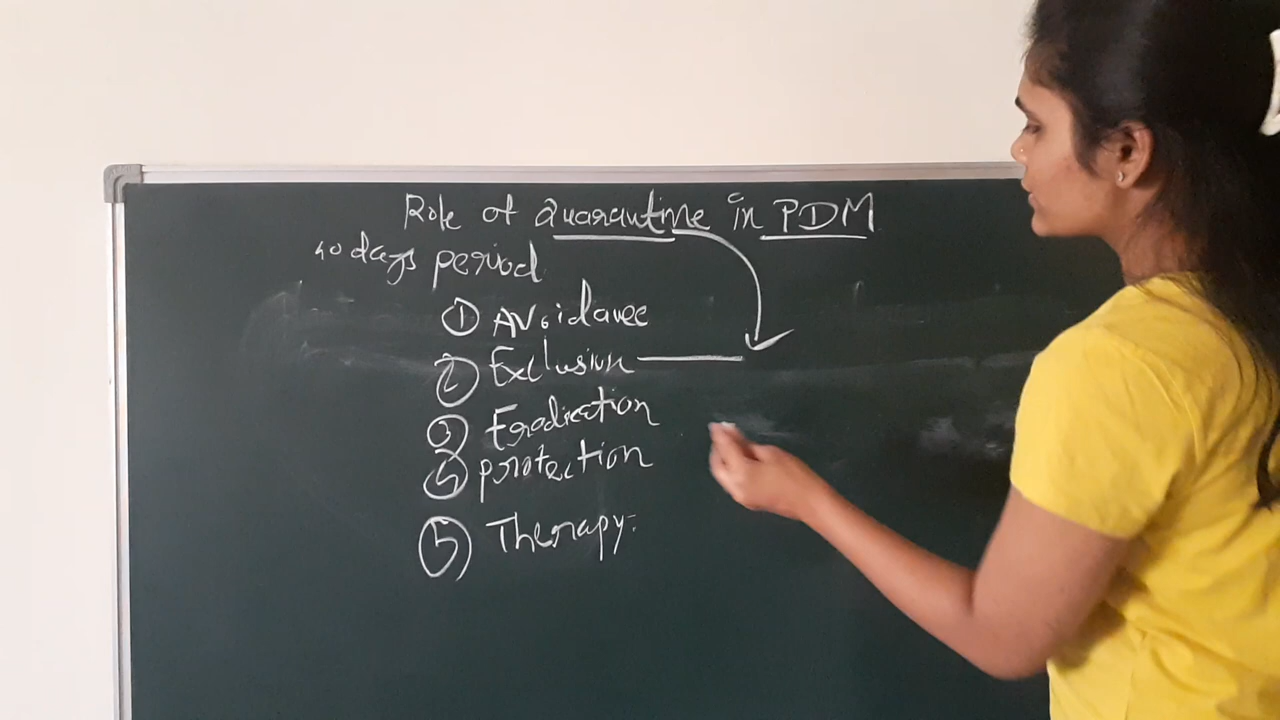 Role of Quarantine in PDM
40 days period
① Avoidance
② Exclusion
③ Eradication
④ protection
⑤ Therapy: